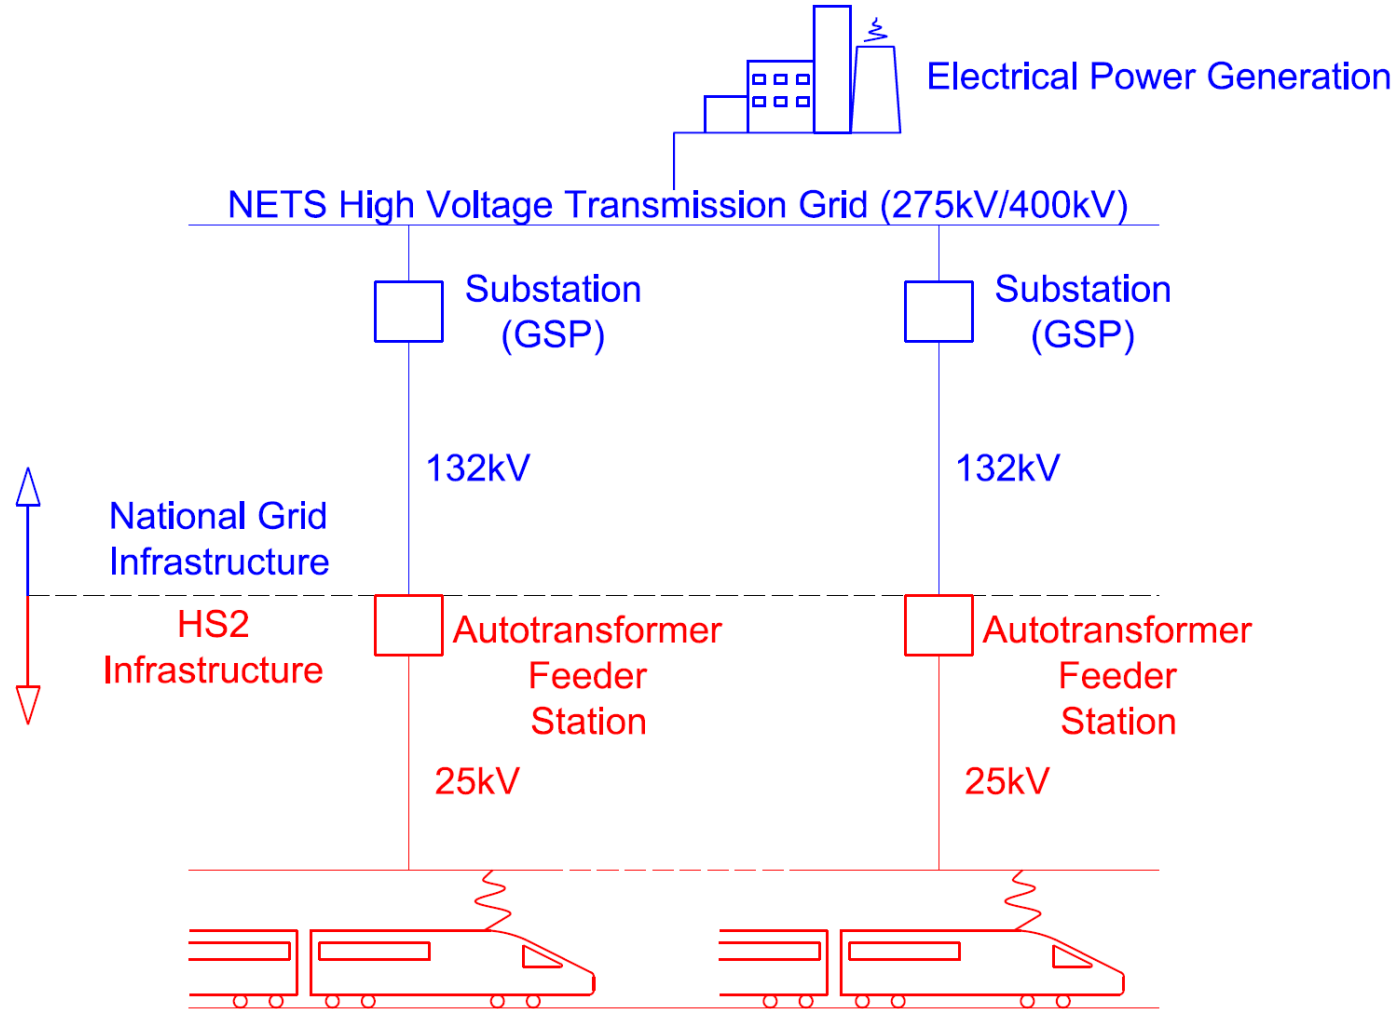 Electrical Power Generation
NETS High Voltage Transmission Grid (275kV/400kV)
Substation
(GSP)
Substation
(GSP)
132kV
132kV
National Grid
Infrastructure
HS2
Infrastructure
Autotransformer
Feeder
Station
Autotransformer
Feeder
Station
25kV
25kV